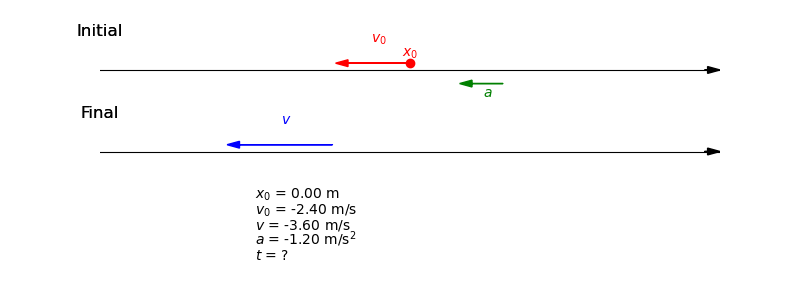 Initial
v₀
x₀
a
Final
v
x₀ = 0.00 m
v₀ = -2.40 m/s
v = -3.60 m/s
a = -1.20 m/s²
t = ?